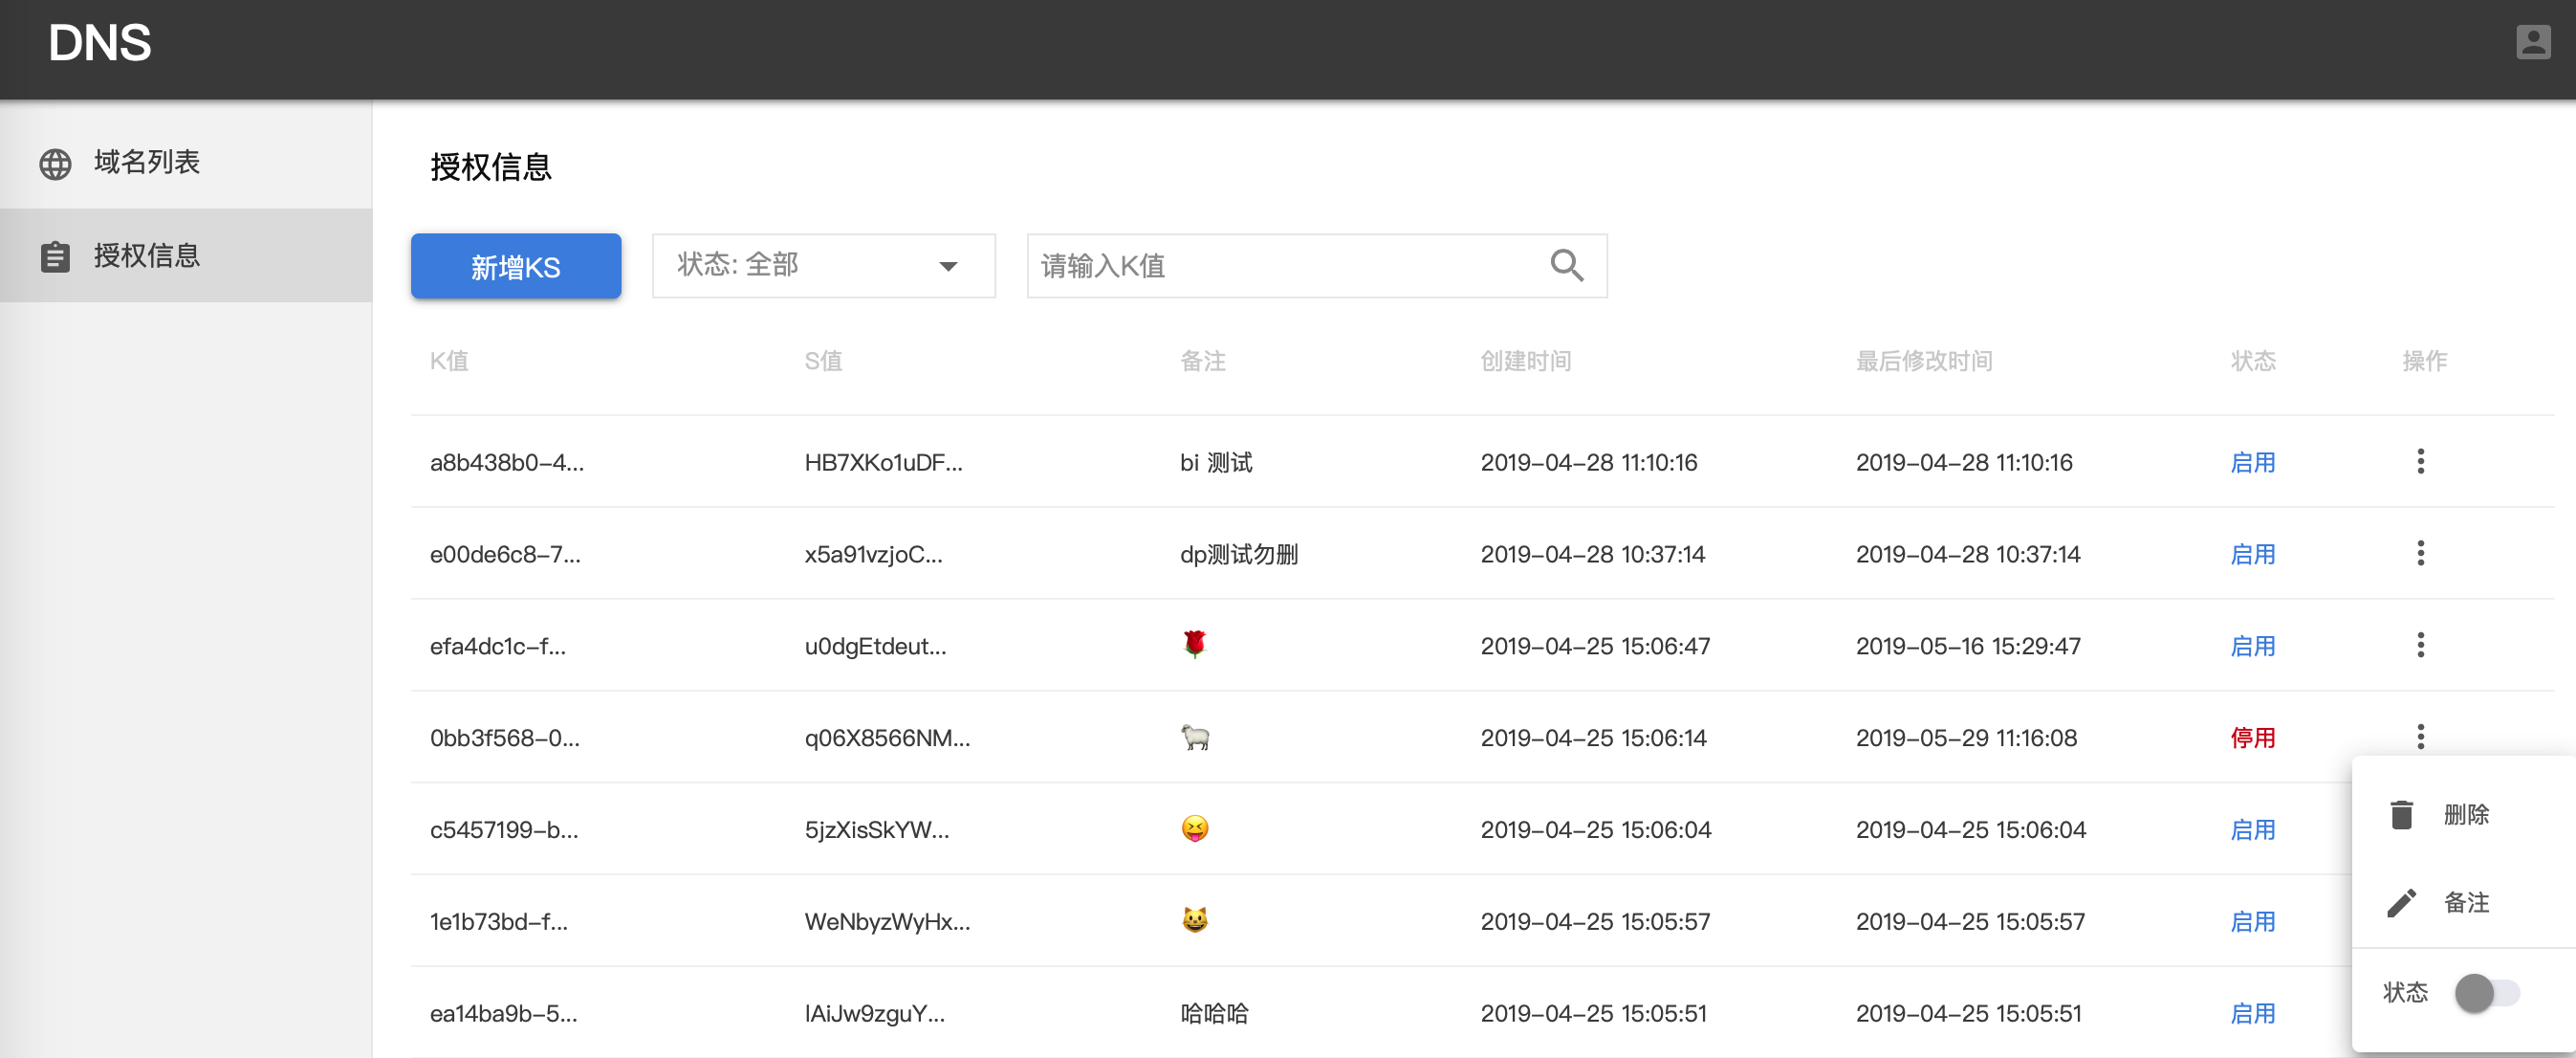 DNS
域名列表
授权信息
授权信息
新增KS 状态: 全部 请输入K值
K值 S值 备注 创建时间 最后修改时间 状态 操作
a8b438b0-4... HB7XKo1uDF... bi 测试 2019-04-28 11:10:16 2019-04-28 11:10:16 启用
e00de6c8-7... x5a91vzjoC... dp测试勿删 2019-04-28 10:37:14 2019-04-28 10:37:14 启用
efa4dc1c-f... u0dgEtdeut... 🌹 2019-04-25 15:06:47 2019-05-16 15:29:47 启用
0bb3f568-0... q06X8566NM... 🐑 2019-04-25 15:06:14 2019-05-29 11:16:08 停用
c5457199-b... 5jzXisSkYW... 😝 2019-04-25 15:06:04 2019-04-25 15:06:04 启用
1e1b73bd-f... WeNbyzWyHx... 😺 2019-04-25 15:05:57 2019-04-25 15:05:57 启用
ea14ba9b-5... lAiJw9zguY... 哈哈哈 2019-04-25 15:05:51 2019-04-25 15:05:51 启用
删除
备注
状态